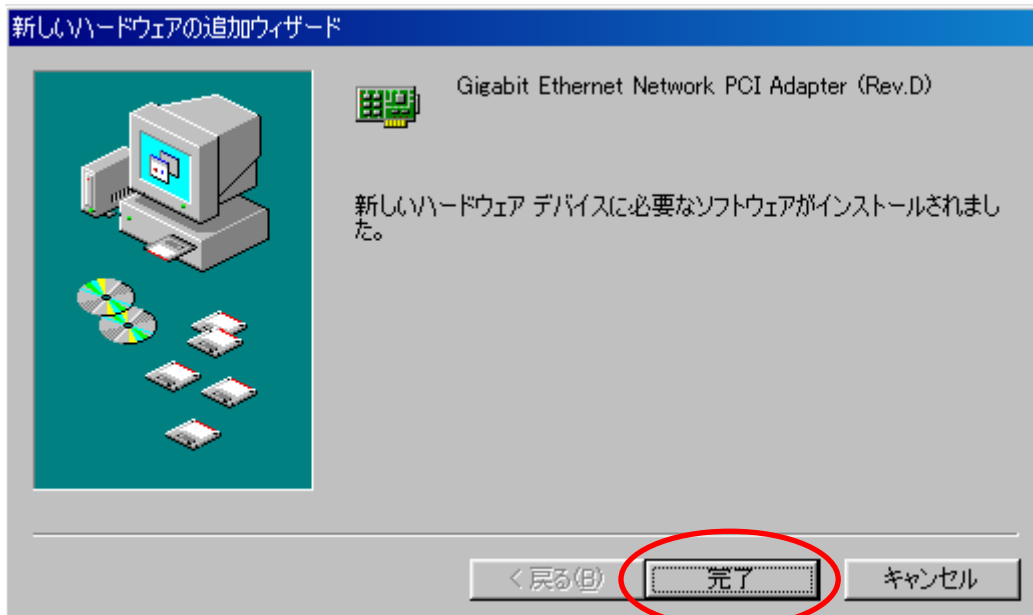 新しいハードウェアの追加ウィザード
Gigabit Ethernet Network PCI Adapter (Rev.D)
新しいハードウェア デバイスに必要なソフトウェアがインストールされまし
た。
< 戻る(B) 完了 キャンセル